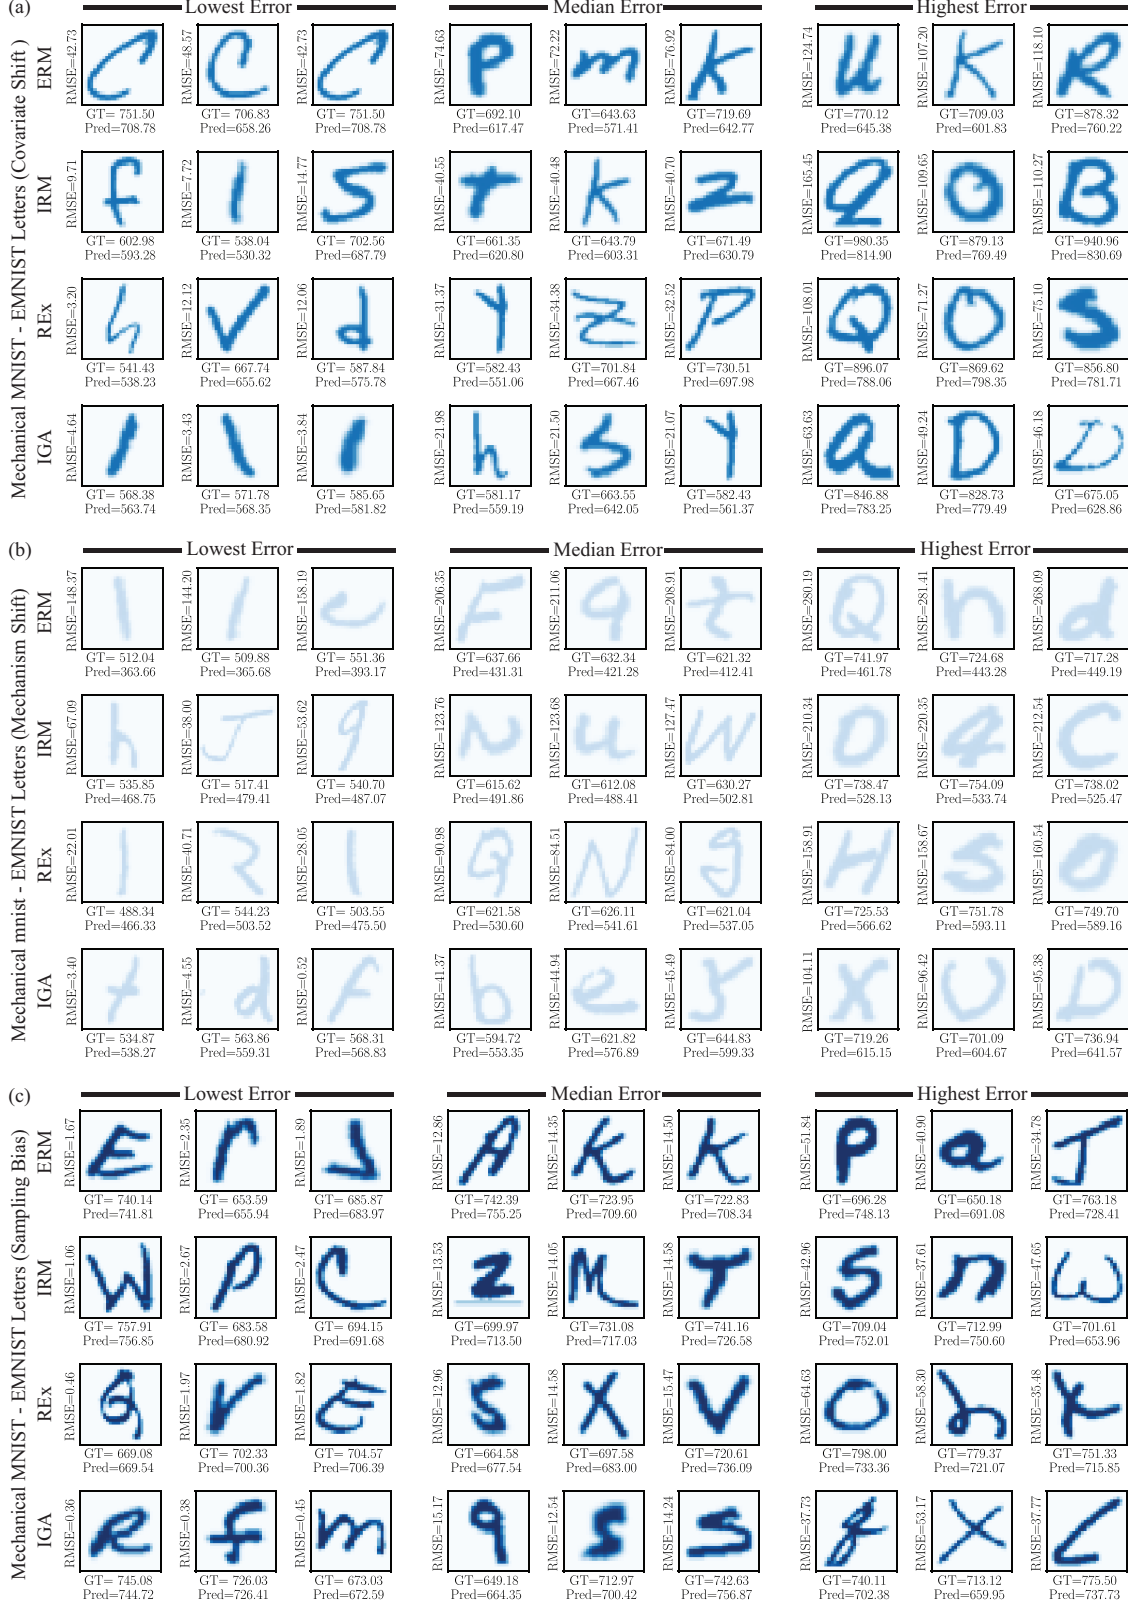 (a) Lowest Error Median Error Highest Error
Mechanical MNIST - EMNIST Letters (Covariate Shift )
ERM
RMSE=42.73 C RMSE=48.57 C RMSE=42.73 C RMSE=74.63 P RMSE=72.22 m RMSE=76.92 K RMSE=124.74 U RMSE=107.20 K RMSE=118.10 R
GT= 751.50 GT= 706.83 GT= 751.50 GT=692.10 GT=643.63 GT=719.69 GT= 770.12 GT=709.03 GT= 878.32
Pred=708.78 Pred=658.26 Pred=708.78 Pred=617.47 Pred=571.41 Pred=642.77 Pred=645.38 Pred=601.83 Pred=760.22
IRM
RMSE=9.71 f RMSE=7.72 l RMSE=14.77 S RMSE=40.55 t RMSE=40.48 K RMSE=40.70 z RMSE=165.45 Q RMSE=109.65 O RMSE=110.27 B
GT= 602.98 GT= 538.04 GT= 702.56 GT=661.35 GT=643.79 GT=671.49 GT=980.35 GT=879.13 GT= 940.96
Pred=593.28 Pred=530.32 Pred=687.79 Pred=620.80 Pred=603.31 Pred=630.79 Pred=814.90 Pred=769.49 Pred=830.69
REx
RMSE=3.20 h RMSE=12.12 V RMSE=12.06 d RMSE=31.37 Y RMSE=34.38 Z RMSE=32.52 P RMSE=108.01 Q RMSE=71.27 O RMSE=75.10 S
GT= 541.43 GT= 667.74 GT= 587.84 GT=582.43 GT=701.84 GT=730.51 GT=896.07 GT=869.62 GT= 856.80
Pred=538.23 Pred=655.62 Pred=575.78 Pred=551.06 Pred=667.46 Pred=697.98 Pred=788.06 Pred=798.35 Pred=781.71
IGA
RMSE=4.64 l RMSE=3.43 l RMSE=3.84 l RMSE=21.98 h RMSE=21.50 S RMSE=21.07 Y RMSE=63.63 a RMSE=49.24 D RMSE=46.18 D
GT= 568.38 GT= 571.78 GT= 585.65 GT=581.17 GT=663.55 GT=582.43 GT= 846.88 GT=828.73 GT=675.05
Pred=563.74 Pred=568.35 Pred=581.82 Pred=559.19 Pred=642.05 Pred=561.37 Pred=783.25 Pred=779.49 Pred=628.86
(b) Lowest Error Median Error Highest Error
Mechanical mnist - EMNIST Letters (Mechanism Shift)
ERM
RMSE=148.37 l RMSE=144.20 l RMSE=158.19 e RMSE=206.35 F RMSE=211.06 q RMSE=208.91 t RMSE=280.19 Q RMSE=281.41 n RMSE=268.09 d
GT= 512.04 GT= 509.88 GT= 551.36 GT=637.66 GT=632.34 GT=621.32 GT=741.97 GT= 724.68 GT= 717.28
Pred=363.66 Pred=365.68 Pred=393.17 Pred=431.31 Pred=421.28 Pred=412.41 Pred=461.78 Pred=443.28 Pred=449.19
IRM
RMSE=67.09 h RMSE=38.00 J RMSE=53.62 q RMSE=123.76 N RMSE=123.68 u RMSE=127.47 W RMSE=210.34 O RMSE=220.35 a RMSE=212.54 C
GT=535.85 GT= 517.41 GT= 540.70 GT=615.62 GT=612.08 GT=630.27 GT=738.47 GT=754.09 GT=738.02
Pred=468.75 Pred=479.41 Pred=487.07 Pred=491.86 Pred=488.41 Pred=502.81 Pred=528.13 Pred=533.74 Pred=525.47
REx
RMSE=22.01 l RMSE=40.71 R RMSE=28.05 l RMSE=90.98 Q RMSE=84.51 N RMSE=84.00 g RMSE=158.91 H RMSE=158.67 S RMSE=160.54 O
GT= 488.34 GT= 544.23 GT= 503.55 GT=621.58 GT=626.11 GT=621.04 GT=725.53 GT=751.78 GT=749.70
Pred=466.33 Pred=503.52 Pred=475.50 Pred=530.60 Pred=541.61 Pred=537.05 Pred=566.62 Pred=593.11 Pred=589.16
IGA
RMSE=3.40 t RMSE=4.55 d RMSE=0.52 f RMSE=41.37 b RMSE=44.94 e RMSE=45.49 RMSE=104.11 X RMSE=96.42 U RMSE=95.38 D
GT= 534.87 GT= 563.86 GT= 568.31 GT=594.72 GT=621.82 GT=644.83 GT=719.26 GT=701.09 GT=736.94
Pred=538.27 Pred=559.31 Pred=568.83 Pred=553.35 Pred=576.89 Pred=599.33 Pred=615.15 Pred=604.67 Pred=641.57
(c) Lowest Error Median Error Highest Error
Mechanical MNIST - EMNIST Letters (Sampling Bias)
ERM
RMSE=1.67 E RMSE=2.35 r RMSE=1.89 RMSE=12.86 A RMSE=14.35 K RMSE=14.50 K RMSE=51.84 P RMSE=40.90 a RMSE=34.78 J
GT= 740.14 GT= 653.59 GT= 685.87 GT=742.39 GT=723.95 GT=722.83 GT= 696.28 GT= 650.18 GT= 763.18
Pred=741.81 Pred=655.94 Pred=683.97 Pred=755.25 Pred=709.60 Pred=708.34 Pred=748.13 Pred=691.08 Pred=728.41
IRM
RMSE=1.06 W RMSE=2.67 P RMSE=2.47 C RMSE=13.53 2 RMSE=14.05 M RMSE=14.58 T RMSE=42.96 S RMSE=37.61 n RMSE=47.65 W
GT= 757.91 GT= 683.58 GT= 694.15 GT=699.97 GT=731.08 GT=741.16 GT= 709.04 GT= 712.99 GT= 701.61
Pred=756.85 Pred=680.92 Pred=691.68 Pred=713.50 Pred=717.03 Pred=726.58 Pred=752.01 Pred=750.60 Pred=653.96
REx
RMSE=0.46 RMSE=1.97 r RMSE=1.82 E RMSE=12.96 S RMSE=14.58 X RMSE=15.47 V RMSE=64.63 O RMSE=58.30 h RMSE=35.48 X
GT= 669.08 GT= 702.33 GT= 704.57 GT=664.58 GT=697.58 GT=720.61 GT= 798.00 GT= 779.37 GT=751.33
Pred=669.54 Pred=700.36 Pred=706.39 Pred=677.54 Pred=683.00 Pred=736.09 Pred=733.36 Pred=721.07 Pred=715.85
IGA
RMSE=0.36 R RMSE=0.38 f RMSE=0.45 m RMSE=15.17 q RMSE=12.54 S RMSE=14.24 S RMSE=37.73 RMSE=53.17 X RMSE=37.77 L
GT= 745.08 GT= 726.03 GT= 673.03 GT=649.18 GT=712.97 GT=742.63 GT= 740.11 GT= 713.12 GT= 775.50
Pred=744.72 Pred=726.41 Pred=672.59 Pred=664.35 Pred=700.42 Pred=756.87 Pred=702.38 Pred=659.95 Pred=737.73